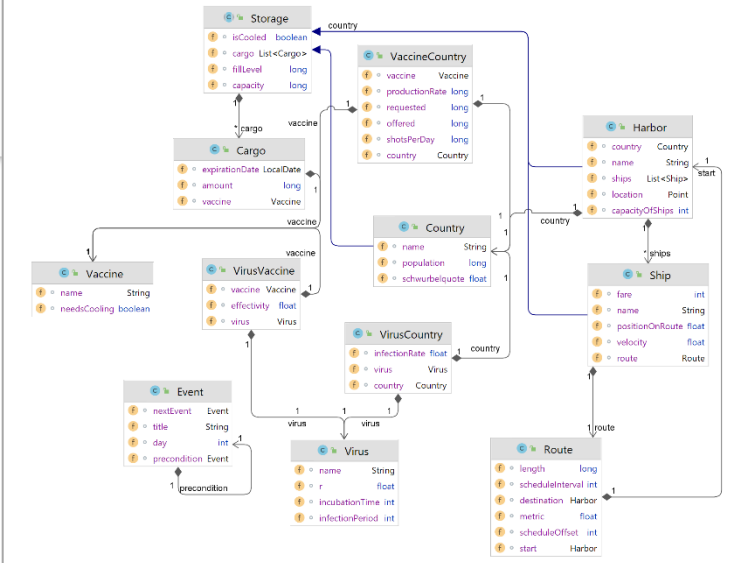 Storage
isCooled boolean
cargo List<Cargo>
fillLevel long
capacity long
country
1
* cargo
vaccine
Cargo
expirationDate LocalDate
amount long
vaccine Vaccine
1
1
vaccine
vaccine
VaccineCountry
vaccine Vaccine
productionRate long
requested long
offered long
shotsPerDay long
country Country
1
1
Harbor
country Country
name String
ships List<Ship>
location Point
capacityOfShips int
1
start
1
1
country
1
1
* ships
Country
name String
population long
schwurbelquote float
1
1
Vaccine
name String
needsCooling boolean
1
VirusVaccine
vaccine Vaccine
effectivity float
virus Virus
1
1
Ship
fare int
name String
positionOnRoute float
velocity float
route Route
1
1 route
VirusCountry
infectionRate float
virus Virus
country Country
1
country
1
1
virus
1
virus
Event
nextEvent Event
title String
day int
precondition Event
1
1
precondition
Virus
name String
r float
incubationTime int
infectionPeriod int
Route
length long
scheduleInterval int
destination Harbor
metric float
scheduleOffset int
start Harbor
1